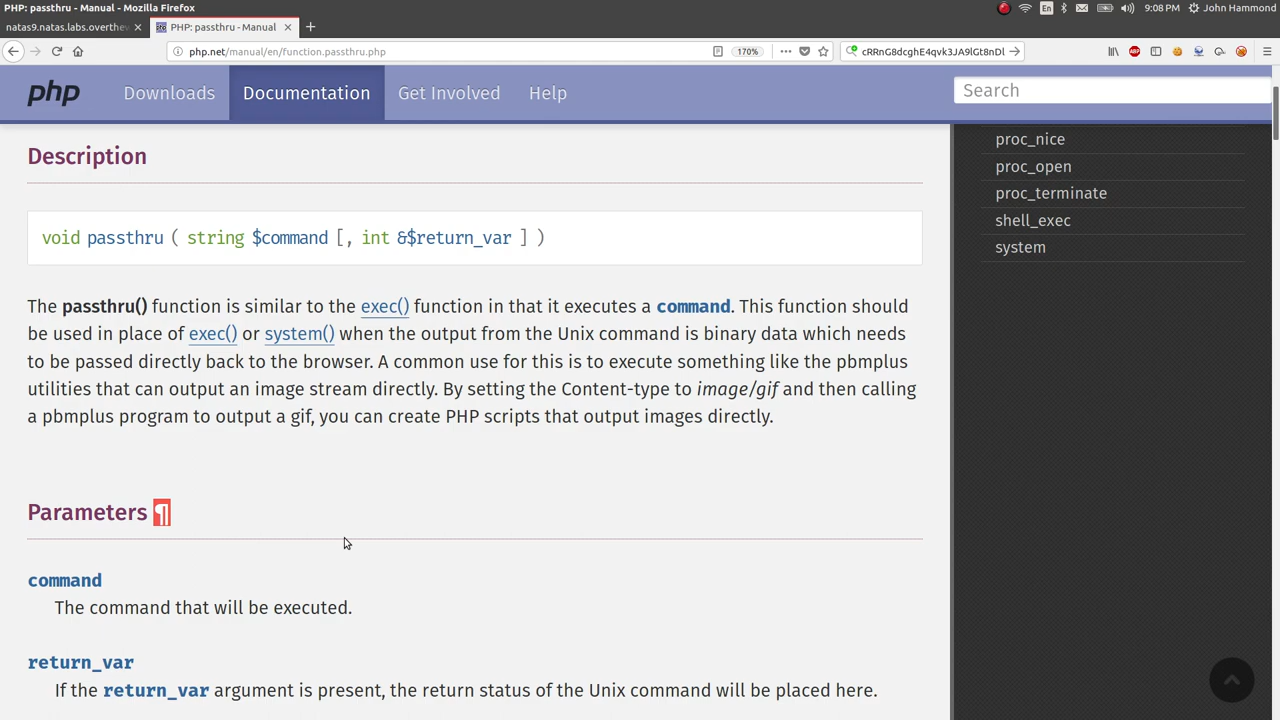 PHP: passthru - Manual - Mozilla Firefox
En
9:08 PM
John Hammond
natas9.natas.labs.overthe
PHP: passthru - Manual
php.net/manual/en/function.passthru.php
170%
cRRnG8dcghE4qvk3JA9lGt8nDl
php
Downloads
Documentation
Get Involved
Help
Search
Description
void passthru ( string $command [, int &$return_var ] )
The passthru() function is similar to the exec() function in that it executes a command. This function should
be used in place of exec() or system() when the output from the Unix command is binary data which needs
to be passed directly back to the browser. A common use for this is to execute something like the pbmplus
utilities that can output an image stream directly. By setting the Content-type to image/gif and then calling
a pbmplus program to output a gif, you can create PHP scripts that output images directly.
Parameters ¶
command
The command that will be executed.
return_var
If the return_var argument is present, the return status of the Unix command will be placed here.
proc_nice
proc_open
proc_terminate
shell_exec
system